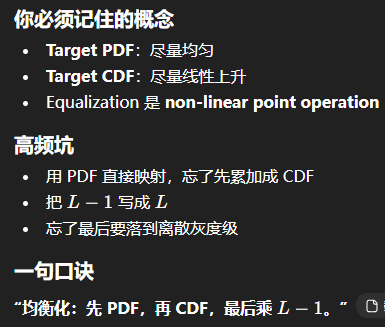 你必须记住的概念
• Target PDF：尽量均匀
• Target CDF：尽量线性上升
• Equalization 是 non-linear point operation
高频坑
• 用 PDF 直接映射，忘了先累加成 CDF
• 把 L − 1 写成 L
• 忘了最后要落到离散灰度级
一句口诀
“均衡化：先 PDF，再 CDF，最后乘 L − 1。”